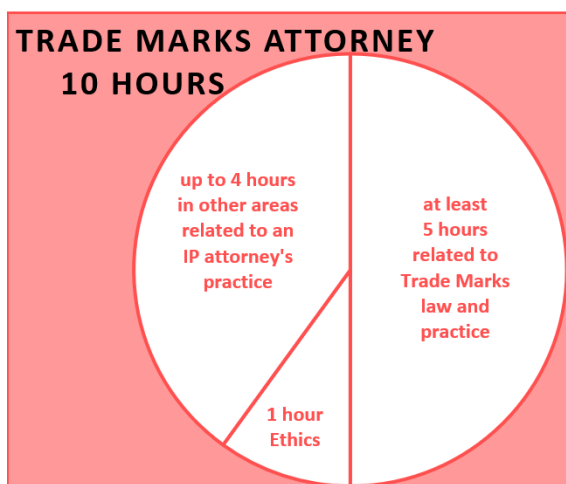 TRADE MARKS ATTORNEY
10 HOURS
up to 4 hours
in other areas
related to an
IP attorney's
practice
at least
5 hours
related to
Trade Marks
law and
practice
1 hour
Ethics